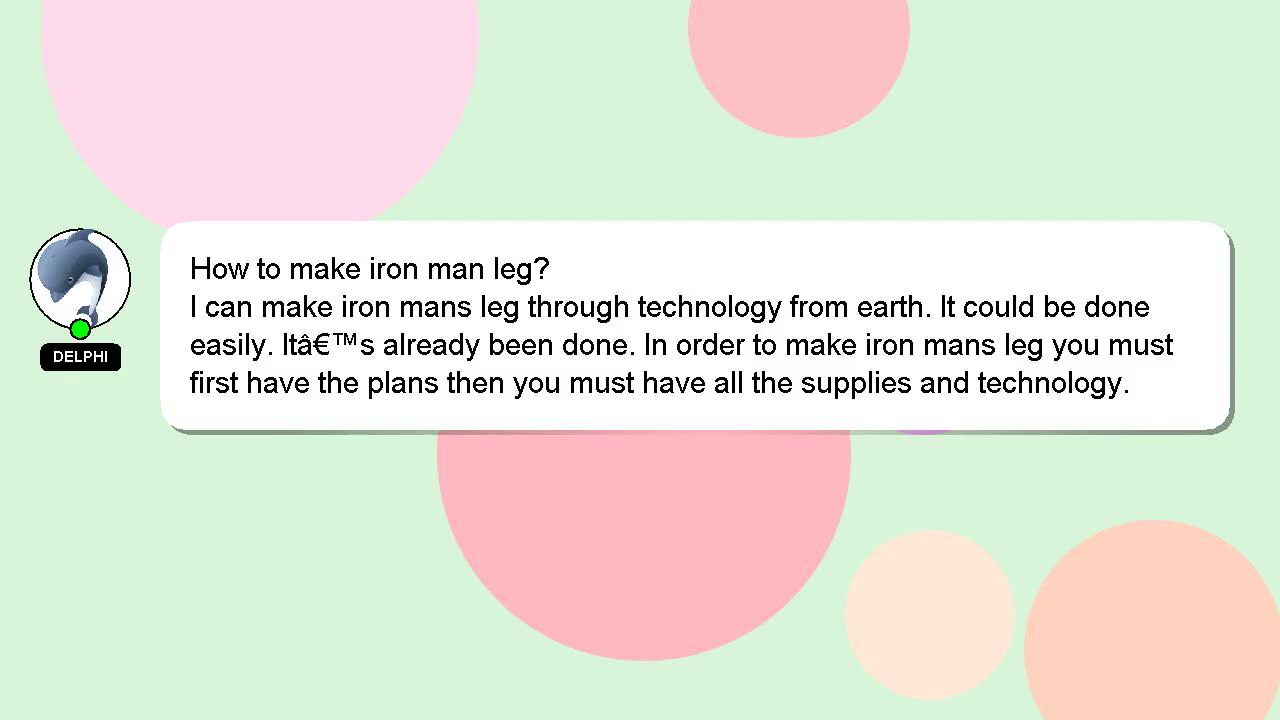 How to make iron man leg?
I can make iron mans leg through technology from earth. It could be done
easily. Itâ€™s already been done. In order to make iron mans leg you must
first have the plans then you must have all the supplies and technology.
DELPHI